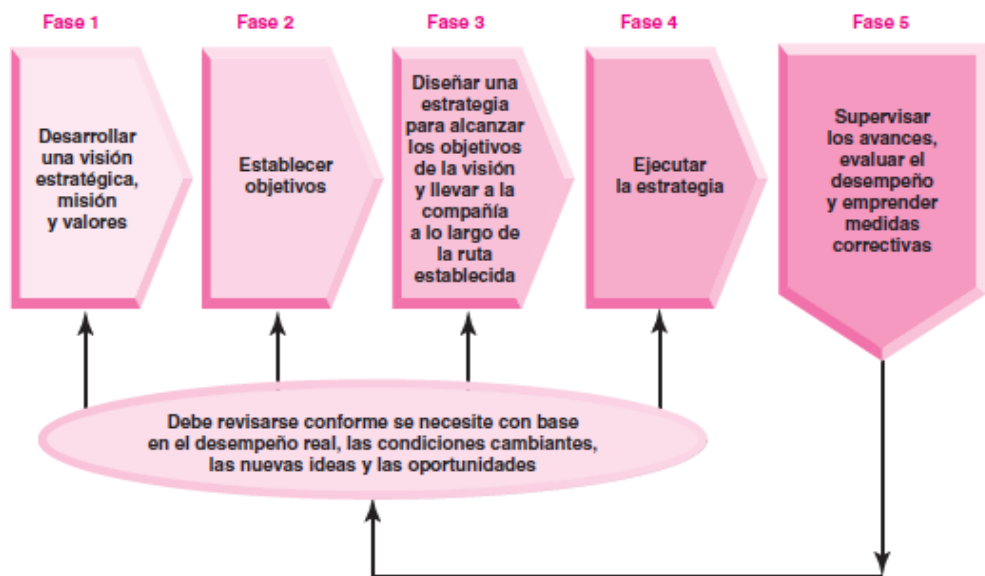 Fase 1
Desarrollar
una visión
estratégica,
misión
y valores
Fase 2
Establecer
objetivos
Fase 3
Diseñar una
estrategia
para alcanzar
los objetivos
de la visión
y llevar a la
compañía
a lo largo de
la ruta
establecida
Fase 4
Ejecutar
la estrategia
Fase 5
Supervisar
los avances,
evaluar el
desempeño
y emprender
medidas
correctivas
Debe revisarse conforme se necesite con base
en el desempeño real, las condiciones cambiantes,
las nuevas ideas y las oportunidades